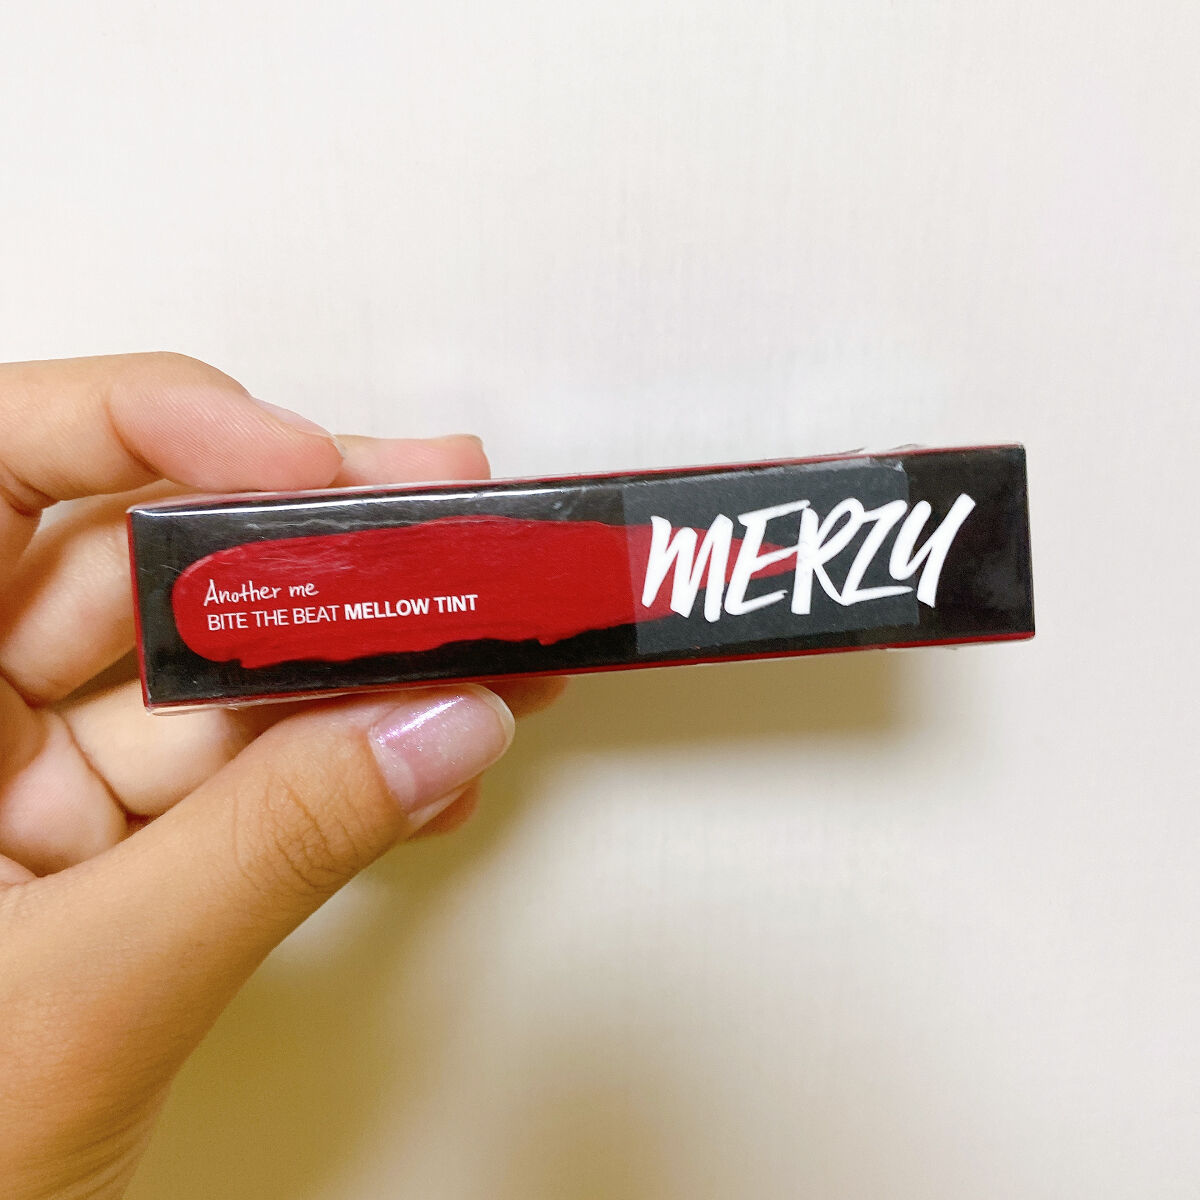 Another me
BITE THE BEAT MELLOW TINT
MERZY